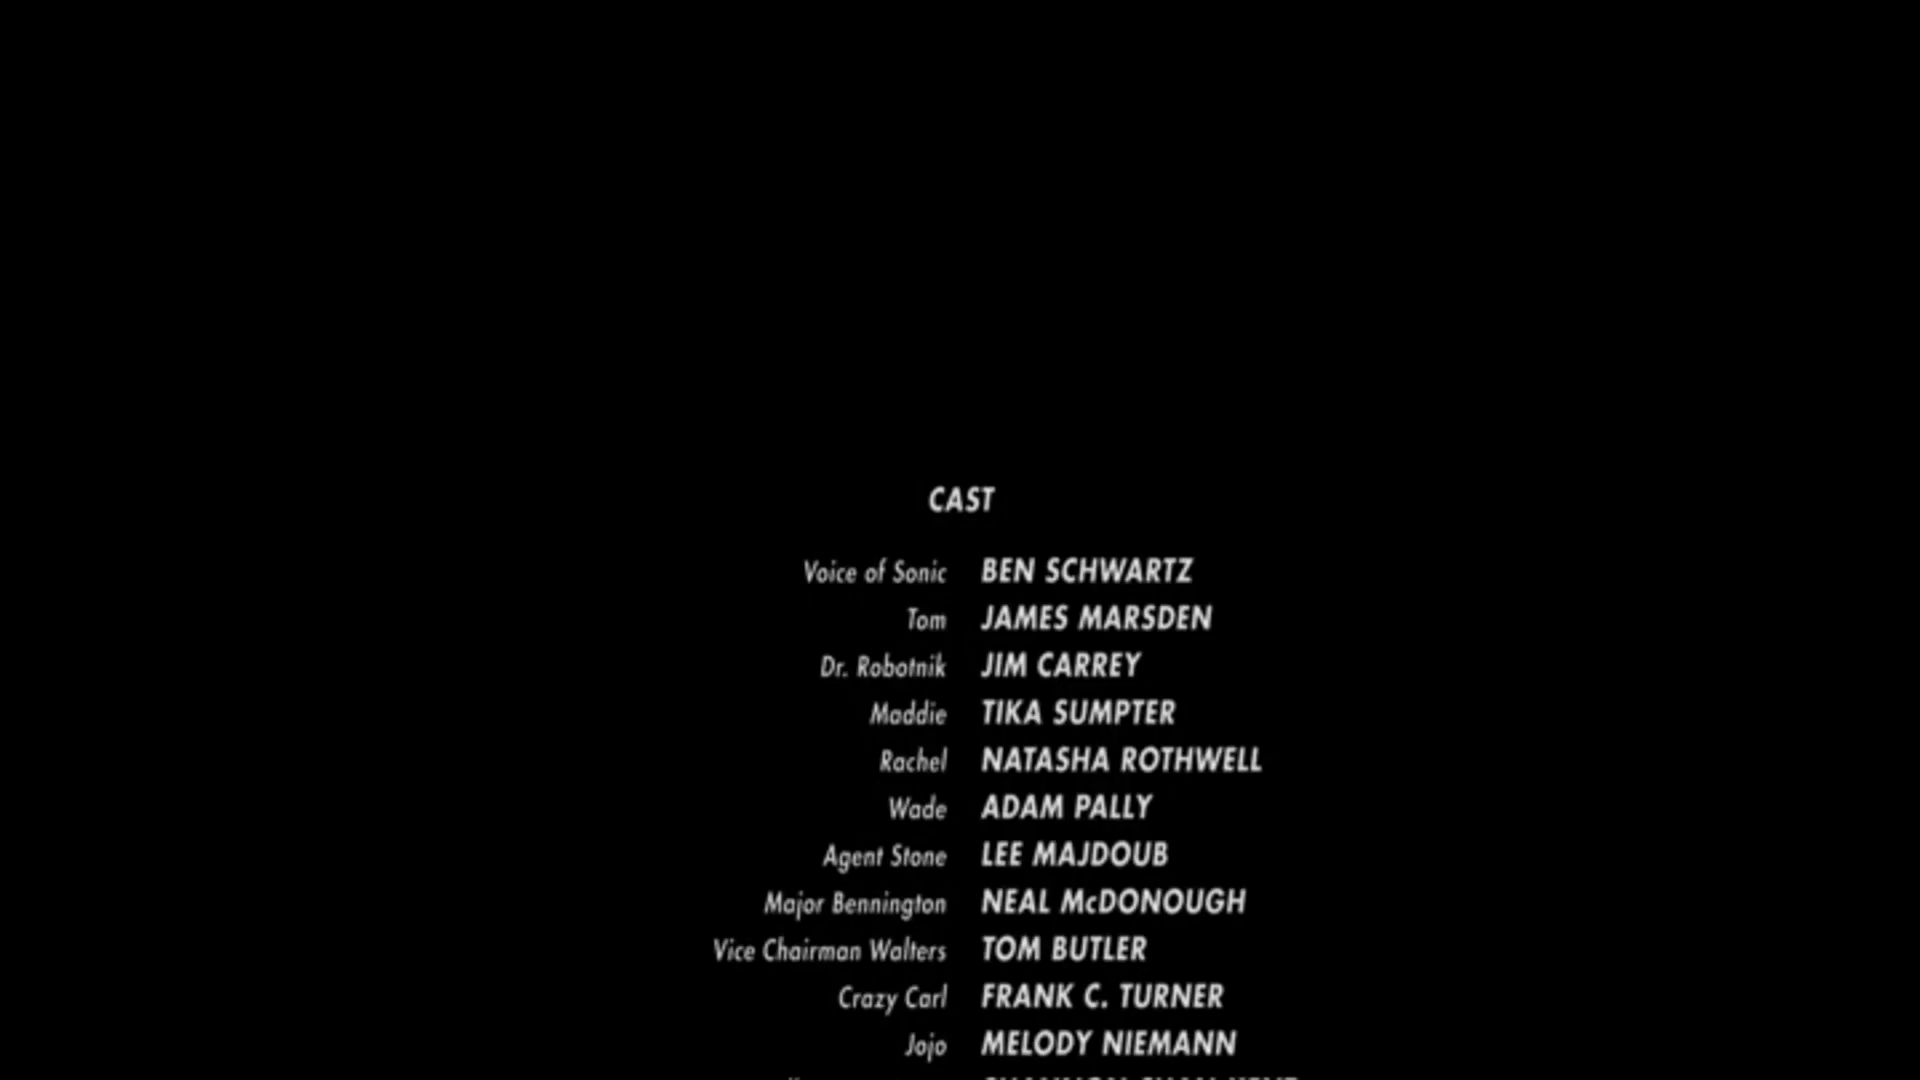 CAST
Voice of Sonic BEN SCHWARTZ
Tom JAMES MARSDEN
Dr. Robotnik JIM CARREY
Maddie TIKA SUMPTER
Rachel NATASHA ROTHWELL
Wade ADAM PALLY
Agent Stone LEE MAJDOUB
Major Bennington NEAL McDONOUGH
Vice Chairman Walters TOM BUTLER
Crazy Carl FRANK C. TURNER
Jojo MELODY NIEMANN